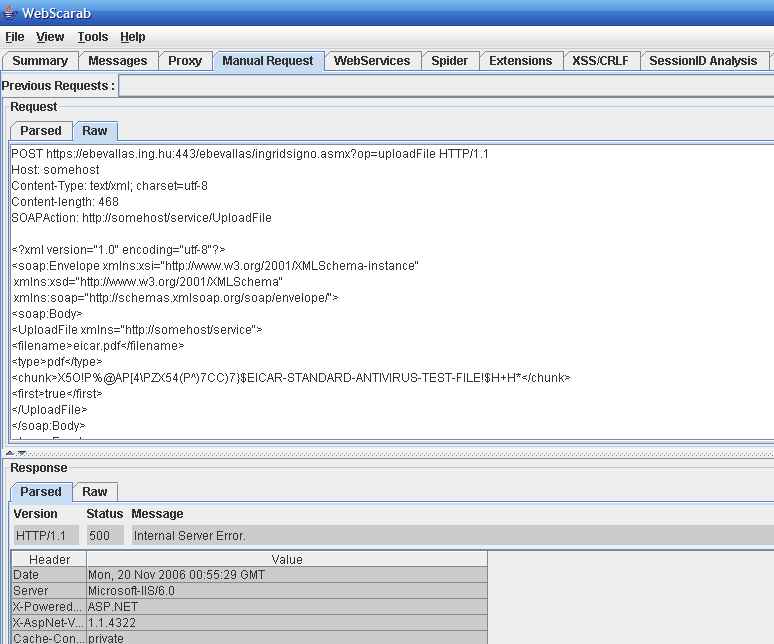 WebScarab
File View Tools Help
Summary Messages Proxy Manual Request WebServices Spider Extensions XSS/CRLF SessionID Analysis
Previous Requests :
Request
Parsed Raw
POST https://ebevallas.ing.hu:443/ebevallas/ingridsigno.asmx?op=uploadFile HTTP/1.1
Host: somehost
Content-Type: text/xml; charset=utf-8
Content-length: 468
SOAPAction: http://somehost/service/UploadFile
<?xml version="1.0" encoding="utf-8"?>
<soap:Envelope xmlns:xsi="http://www.w3.org/2001/XMLSchema-instance"
xmlns:xsd="http://www.w3.org/2001/XMLSchema"
xmlns:soap="http://schemas.xmlsoap.org/soap/envelope/">
<soap:Body>
<UploadFile xmlns="http://somehost/service">
<filename>eicar.pdf</filename>
<type>pdf</type>
<chunk>X5O!P%@AP[4\PZX54(P^)7CC)7}$EICAR-STANDARD-ANTIVIRUS-TEST-FILE!$H+H*</chunk>
<first>true</first>
</UploadFile>
</soap:Body>
Response
Parsed Raw
Version Status Message
HTTP/1.1 500 Internal Server Error.
Header Value
Date Mon, 20 Nov 2006 00:55:29 GMT
Server Microsoft-IIS/6.0
X-Powered... ASP.NET
X-AspNet-V... 1.1.4322
Cache-Con... private